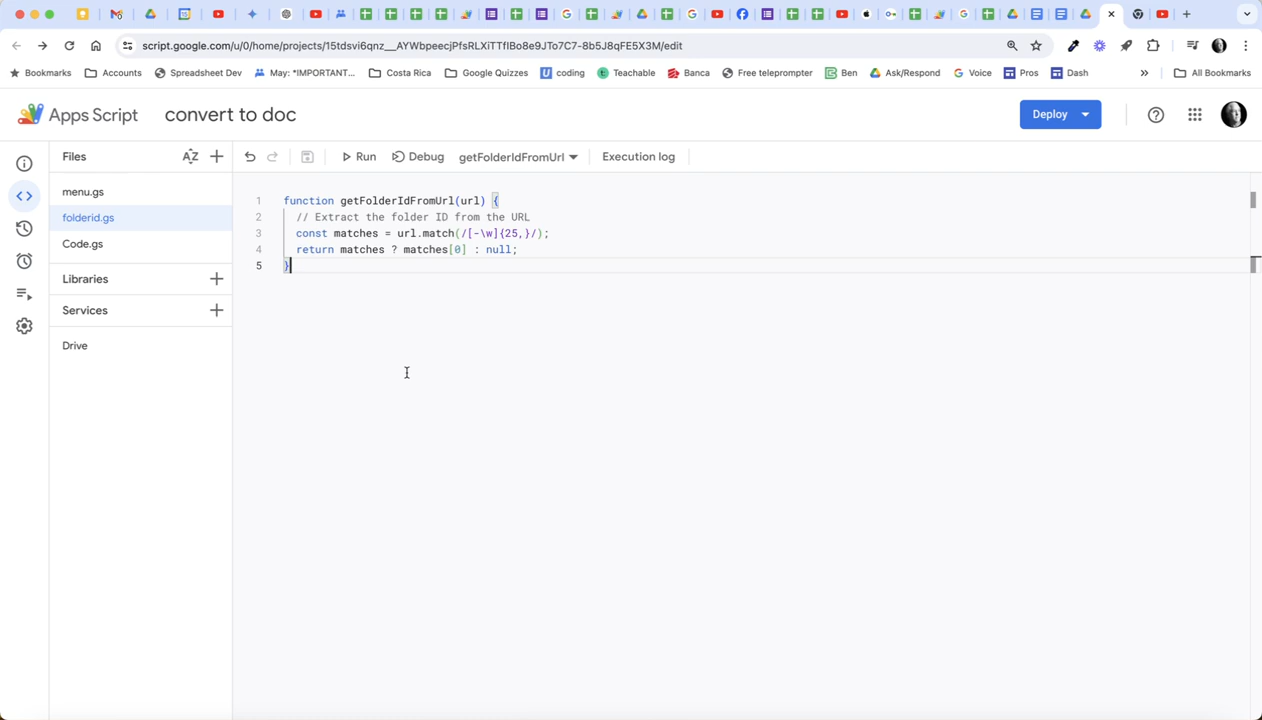 script.google.com/u/0/home/projects/15tdsvi6qnz__AYWbpeecjPfsRLXiTTfIBo8e9JTo7C7-8b5J8qFE5X3M/edit
Bookmarks Accounts Spreadsheet Dev May: *IMPORTANT... Costa Rica Google Quizzes coding Teachable Banca Free teleprompter Ben Ask/Respond Voice Pros Dash » All Bookmarks
Apps Script convert to doc Deploy
Files AZ Run Debug getFolderIdFromUrl Execution log
menu.gs
folderid.gs
Code.gs
Libraries
Services
Drive
1 function getFolderIdFromUrl(url) {
2 // Extract the folder ID from the URL
3 const matches = url.match(/[-\w]{25,}/);
4 return matches ? matches[0] : null;
5 }